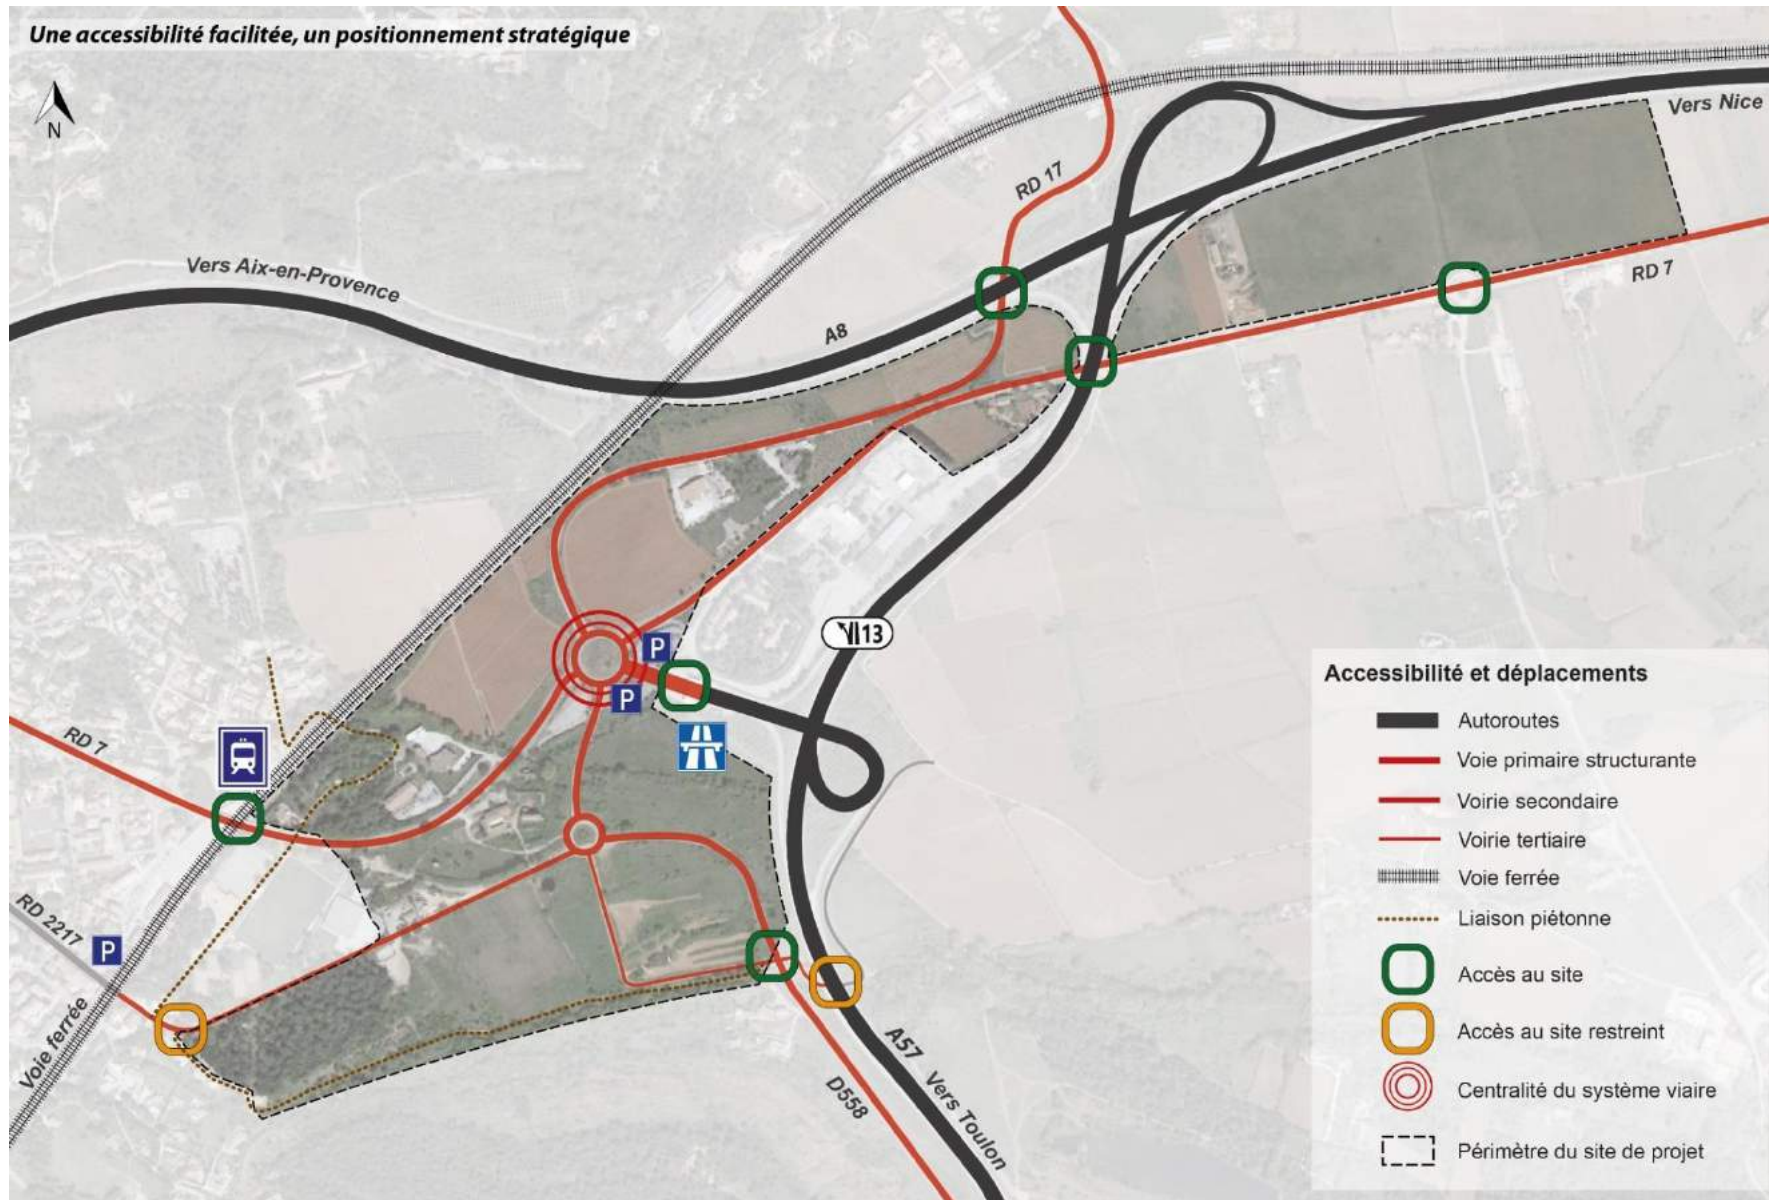 Une accessibilité facilitée, un positionnement stratégique
N
Vers Nice
RD 17
Vers Aix-en-Provence
RD 7
A8
13
P
P
RD 7
RD 2217
P
Voie ferrée
A57 Vers Toulon
D558
Accessibilité et déplacements
Autoroutes
Voie primaire structurante
Voirie secondaire
Voirie tertiaire
Voie ferrée
Liaison piétonne
Accès au site
Accès au site restreint
Centralité du système viaire
Périmètre du site de projet